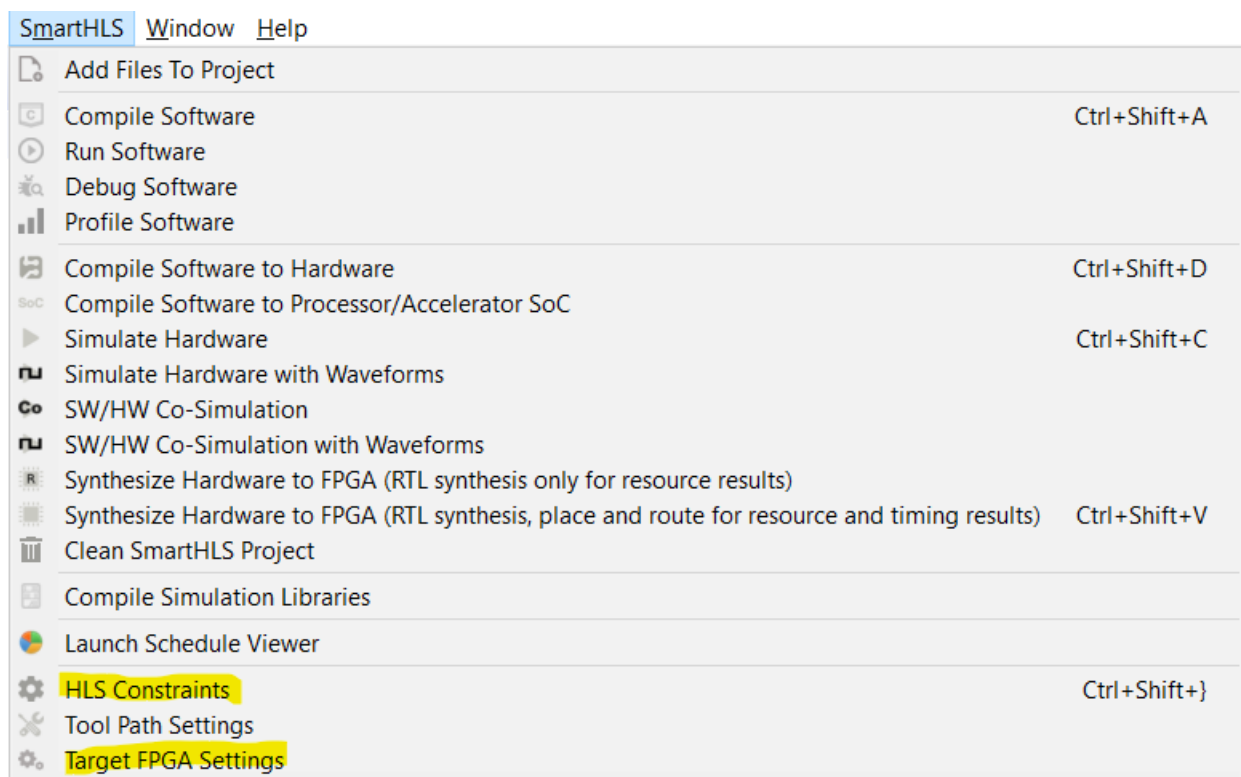 SmartHLS Window Help
Add Files To Project
C Compile Software Ctrl+Shift+A
Run Software
Debug Software
Profile Software
Compile Software to Hardware Ctrl+Shift+D
SoC Compile Software to Processor/Accelerator SoC
Simulate Hardware Ctrl+Shift+C
Simulate Hardware with Waveforms
Co SW/HW Co-Simulation
SW/HW Co-Simulation with Waveforms
R Synthesize Hardware to FPGA (RTL synthesis only for resource results)
Synthesize Hardware to FPGA (RTL synthesis, place and route for resource and timing results) Ctrl+Shift+V
Clean SmartHLS Project
Compile Simulation Libraries
Launch Schedule Viewer
HLS Constraints Ctrl+Shift+}
Tool Path Settings
Target FPGA Settings